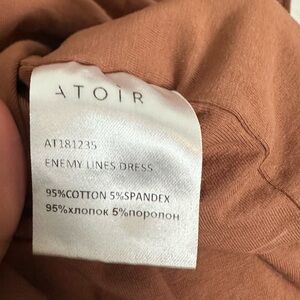 ATOIR
AT181235
ENEMY LINES DRESS
95%COTTON 5%SPANDEX
95%хлопок 5%поролон